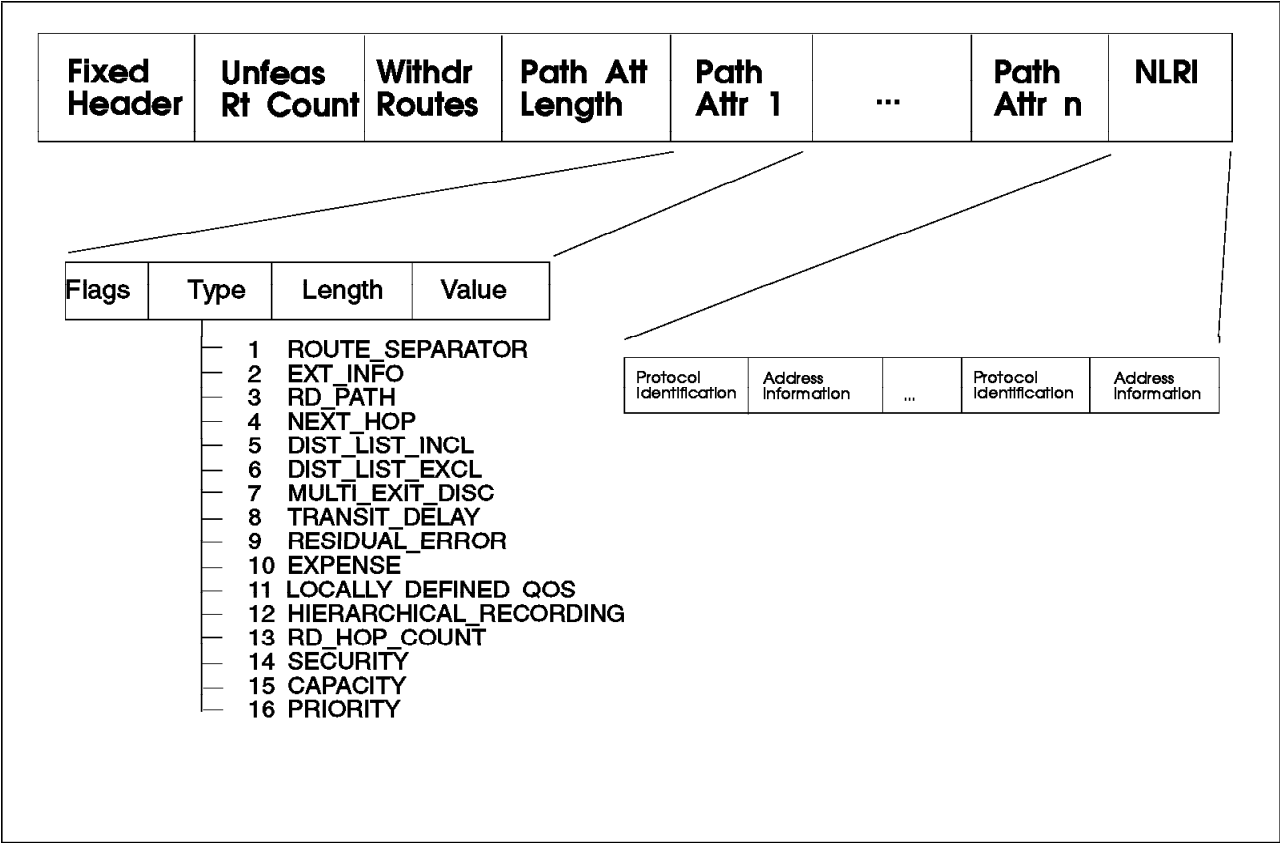 Fixed Header
Unfeas Rt Count
Withdr Routes
Path Att Length
Path Attr 1
...
Path Attr n
NLRI
Flags
Type
Length
Value
1 ROUTE_SEPARATOR
2 EXT_INFO
3 RD_PATH
4 NEXT_HOP
5 DIST_LIST_INCL
6 DIST_LIST_EXCL
7 MULTI_EXIT_DISC
8 TRANSIT_DELAY
9 RESIDUAL_ERROR
10 EXPENSE
11 LOCALLY DEFINED QOS
12 HIERARCHICAL_RECORDING
13 RD_HOP_COUNT
14 SECURITY
15 CAPACITY
16 PRIORITY
Protocol Identification
Address Information
...
Protocol Identification
Address Information